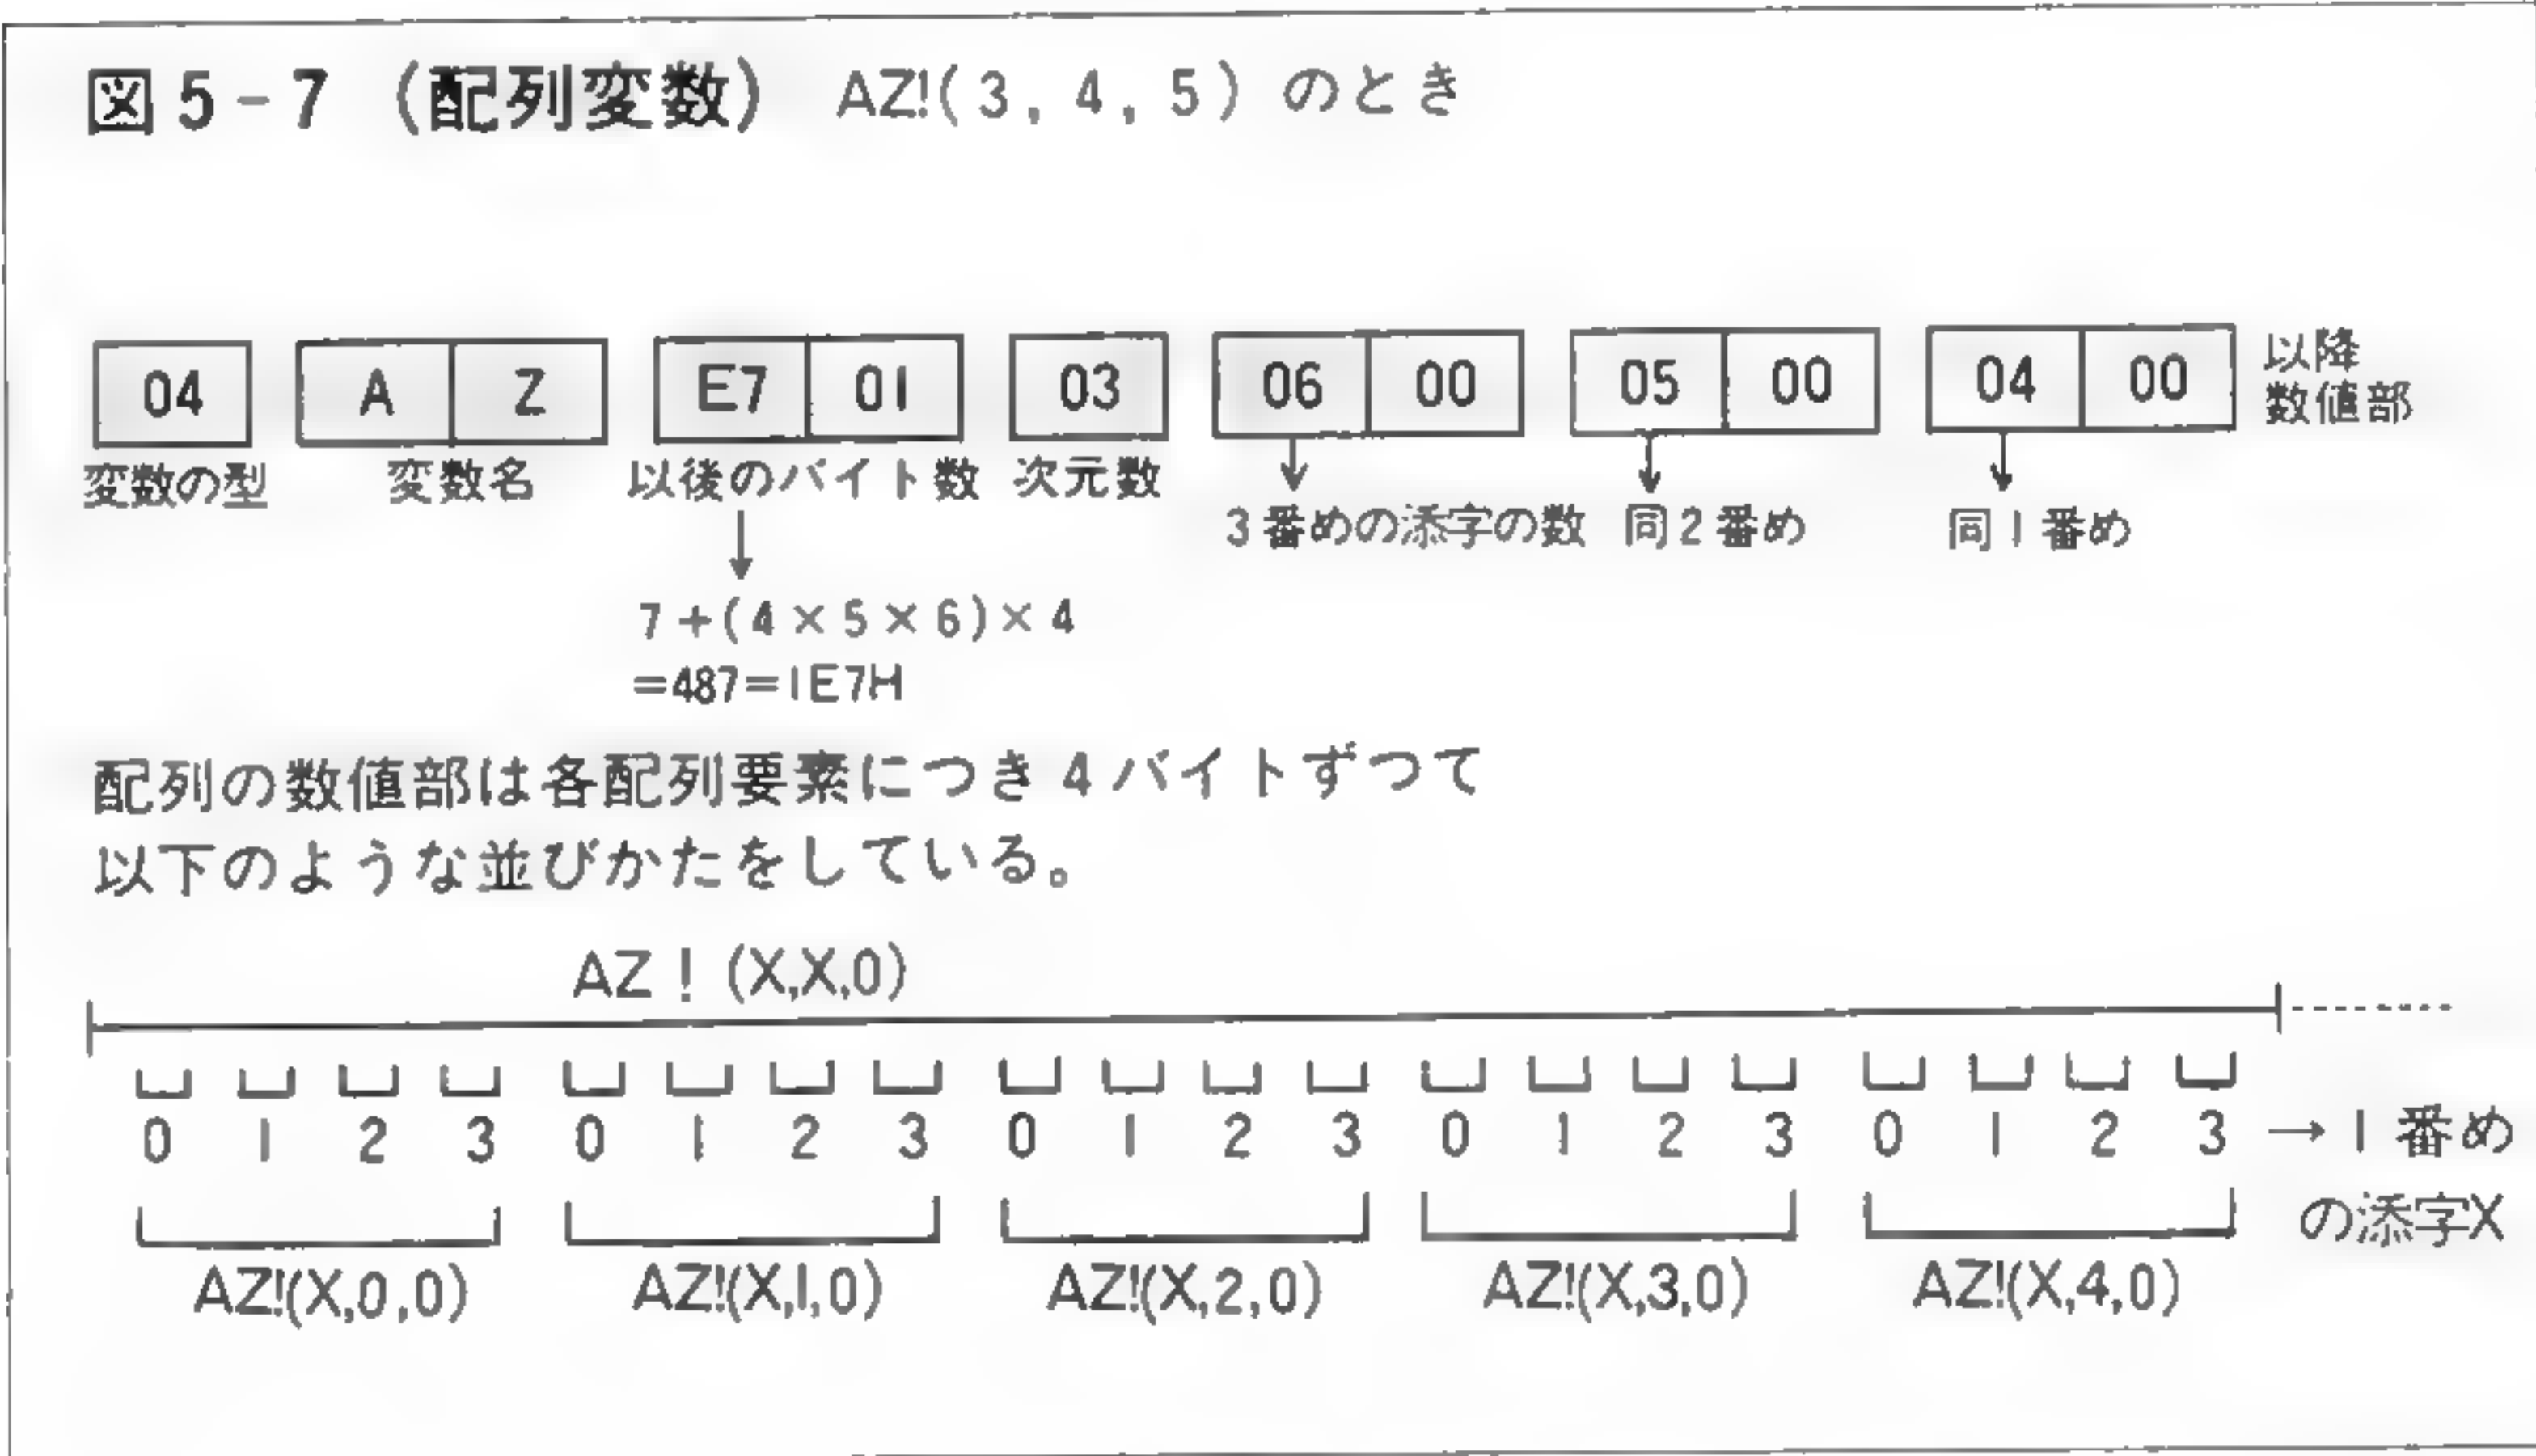 図5-7 (配列変数) AZ!(3,4,5) のとき
04 A Z E7 01 03 06 00 05 00 04 00 以降
数値部
変数の型 変数名 以後のバイト数 次元数
3番めの添字の数 同2番め 同1番め
7+(4×5×6)×4
=487=1E7H
配列の数値部は各配列要素につき4バイトずつて
以下のような並びかたをしている。
AZ!(X,X,0)
0 1 2 3 0 1 2 3 0 1 2 3 0 1 2 3 0 1 2 3 →1番め
の添字X
AZ!(X,0,0) AZ!(X,1,0) AZ!(X,2,0) AZ!(X,3,0) AZ!(X,4,0)